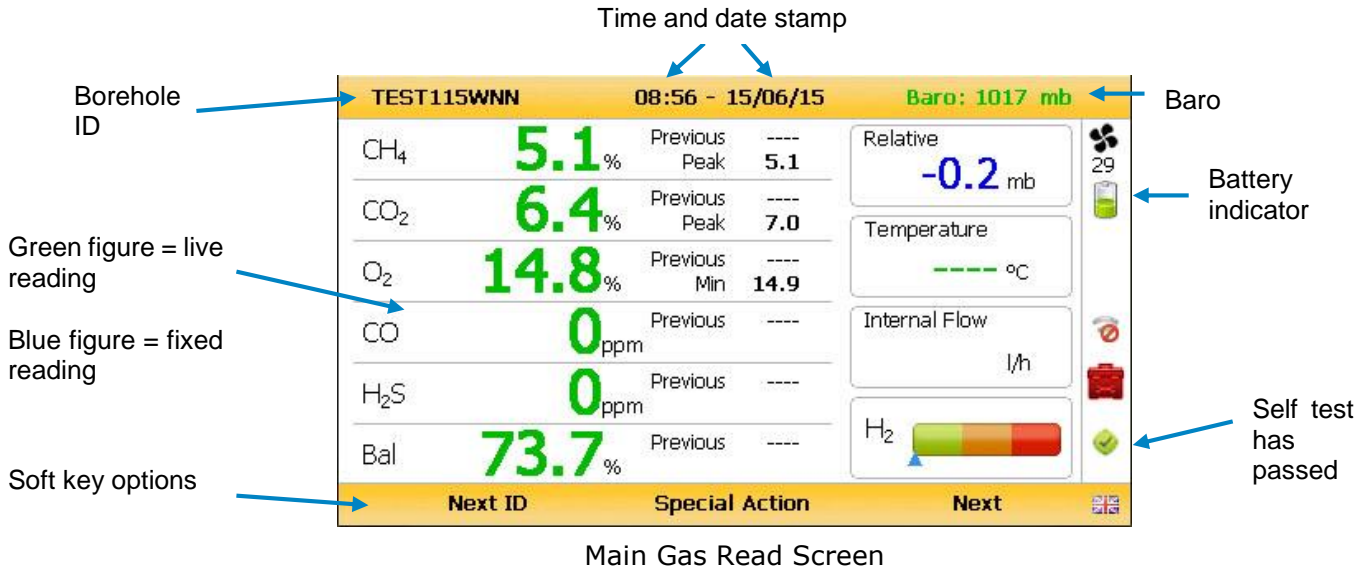 Time and date stamp
Borehole
ID
TEST115WNN 08:56 - 15/06/15 Baro: 1017 mb
Baro
CH₄ 5.1% Previous ----
Peak 5.1
Relative
-0.2 mb
29
Battery
indicator
CO₂ 6.4% Previous ----
Peak 7.0
Temperature
---- ºC
Green figure = live
reading
O₂ 14.8% Previous ----
Min 14.9
Blue figure = fixed
reading
CO 0ppm Previous ----
Internal Flow
l/h
H₂S 0ppm Previous ----
H₂
Self test
has
passed
Bal 73.7% Previous ----
Soft key options
Next ID Special Action Next
Main Gas Read Screen